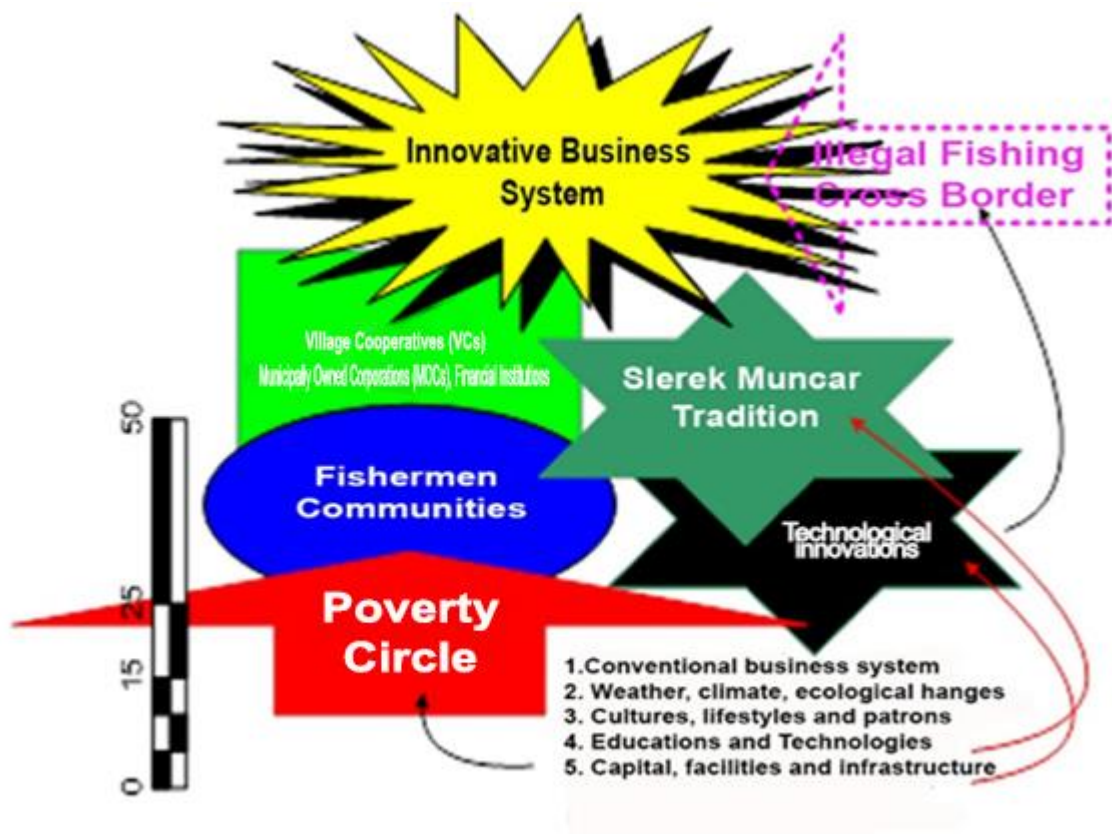 Innovative Business
System
Illegal Fishing
Cross Border
Village Cooperatives (VCs)
Municipally Owned Corporations (MOCs), Financial Institutions
Slerek Muncar
Tradition
Fishermen
Communities
Technological
innovations
Poverty
Circle
50
25
15
0
1.Conventional business system
2. Weather, climate, ecological hanges
3. Cultures, lifestyles and patrons
4. Educations and Technologies
5. Capital, facilities and infrastructure